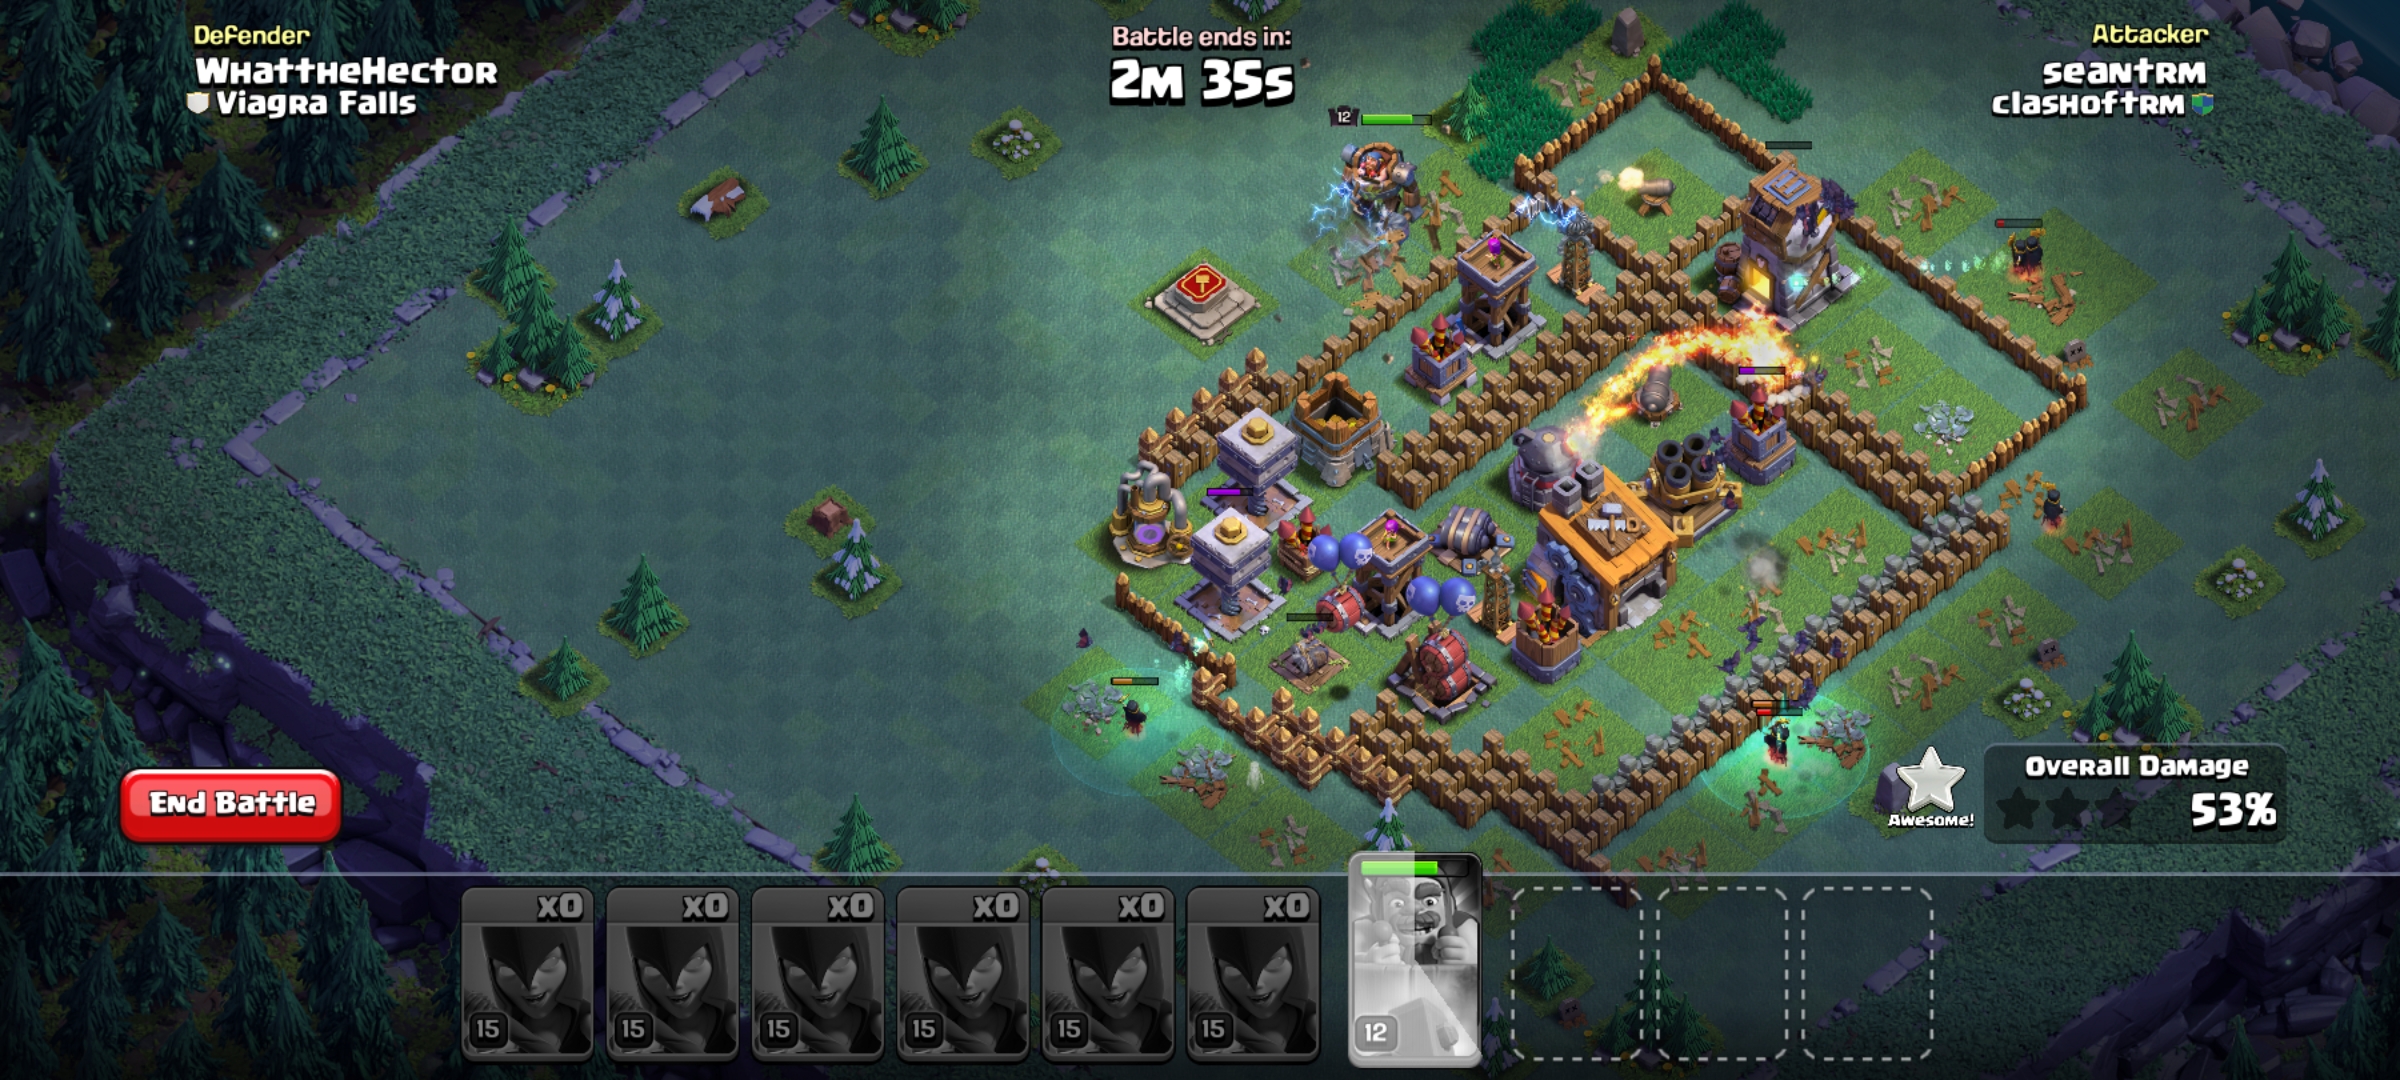 Defender
WhattheHector
Viagra Falls
Battle ends in:
2m 35s
Attacker
seantrm
clashoftrm
12
End Battle
Awesome!
Overall Damage
53%
x0 x0 x0 x0 x0 x0
15 15 15 15 15 15 12